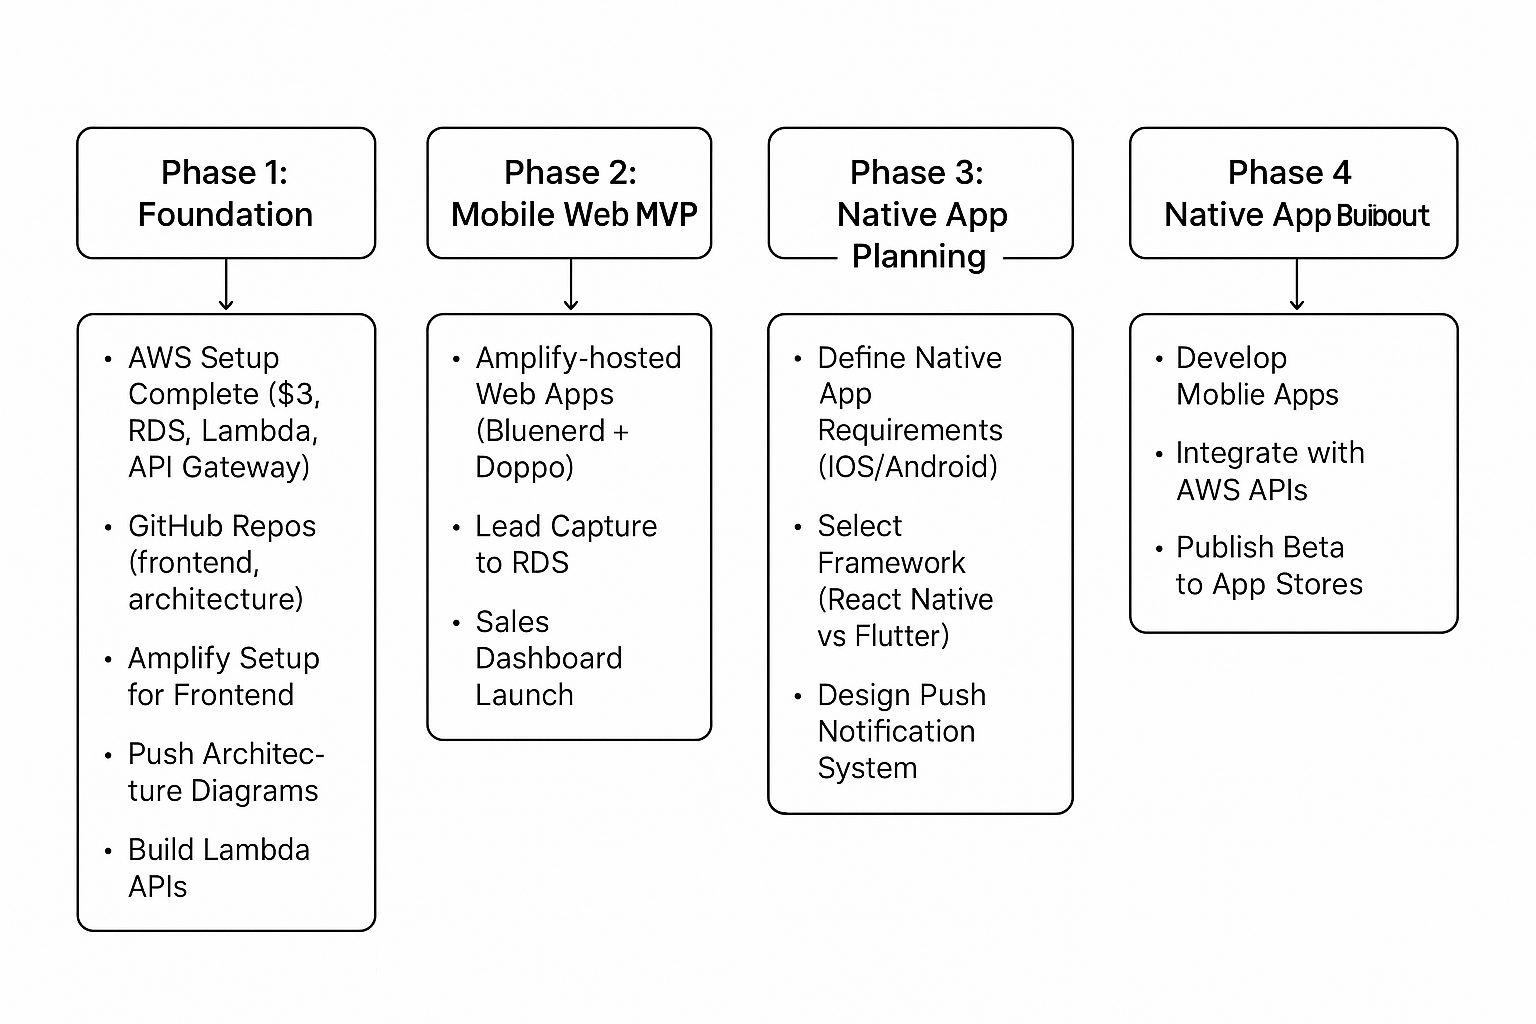 Phase 1:
Foundation
AWS Setup
Complete ($3,
RDS, Lambda,
API Gateway)
GitHub Repos
(frontend,
architecture)
Amplify Setup
for Frontend
Push Architec-
ture Diagrams
Build Lambda
APIs
Phase 2:
Mobile Web MVP
Amplify-hosted
Web Apps
(Bluenerd +
Doppo)
Lead Capture
to RDS
Sales
Dashboard
Launch
Phase 3:
Native App
Planning
Define Native
App
Requirements
(IOS/Android)
Select
Framework
(React Native
vs Flutter)
Design Push
Notification
System
Phase 4
Native App Buibout
Develop
Moblie Apps
Integrate with
AWS APIs
Publish Beta
to App Stores